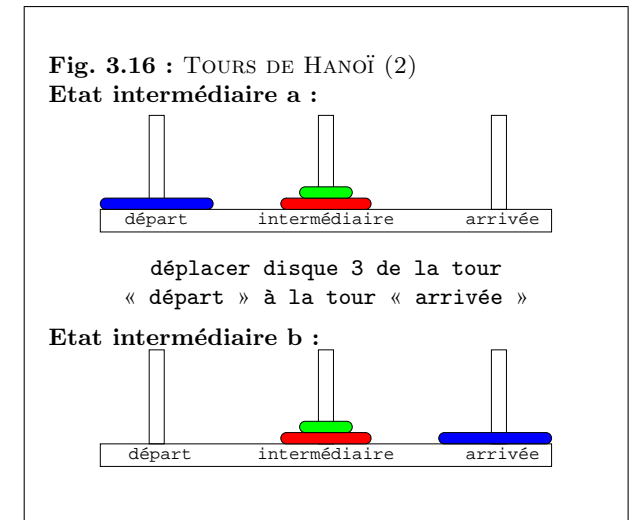 Fig. 3.16 : Tours de Hanoï (2)
Etat intermédiaire a :
départ intermédiaire arrivée
déplacer disque 3 de la tour
« départ » à la tour « arrivée »
Etat intermédiaire b :
départ intermédiaire arrivée